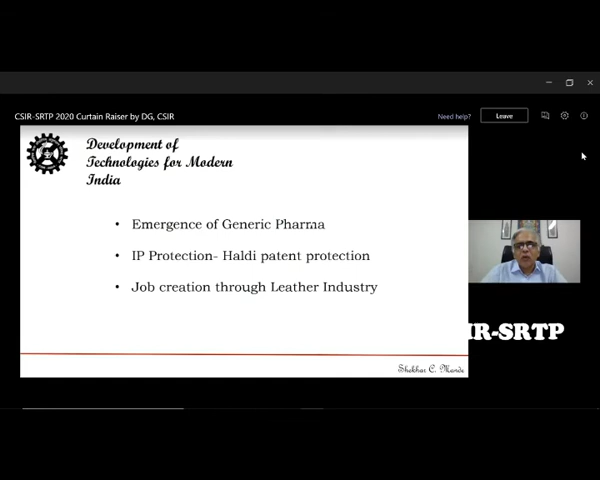 CSIR-SRTP 2020 Curtain Raiser by DG, CSIR
Need help?
Leave
Development of
Technologies for Modern
India
• Emergence of Generic Pharma
• IP Protection- Haldi patent protection
• Job creation through Leather Industry
IR-SRTP
Shekhar C. Mande